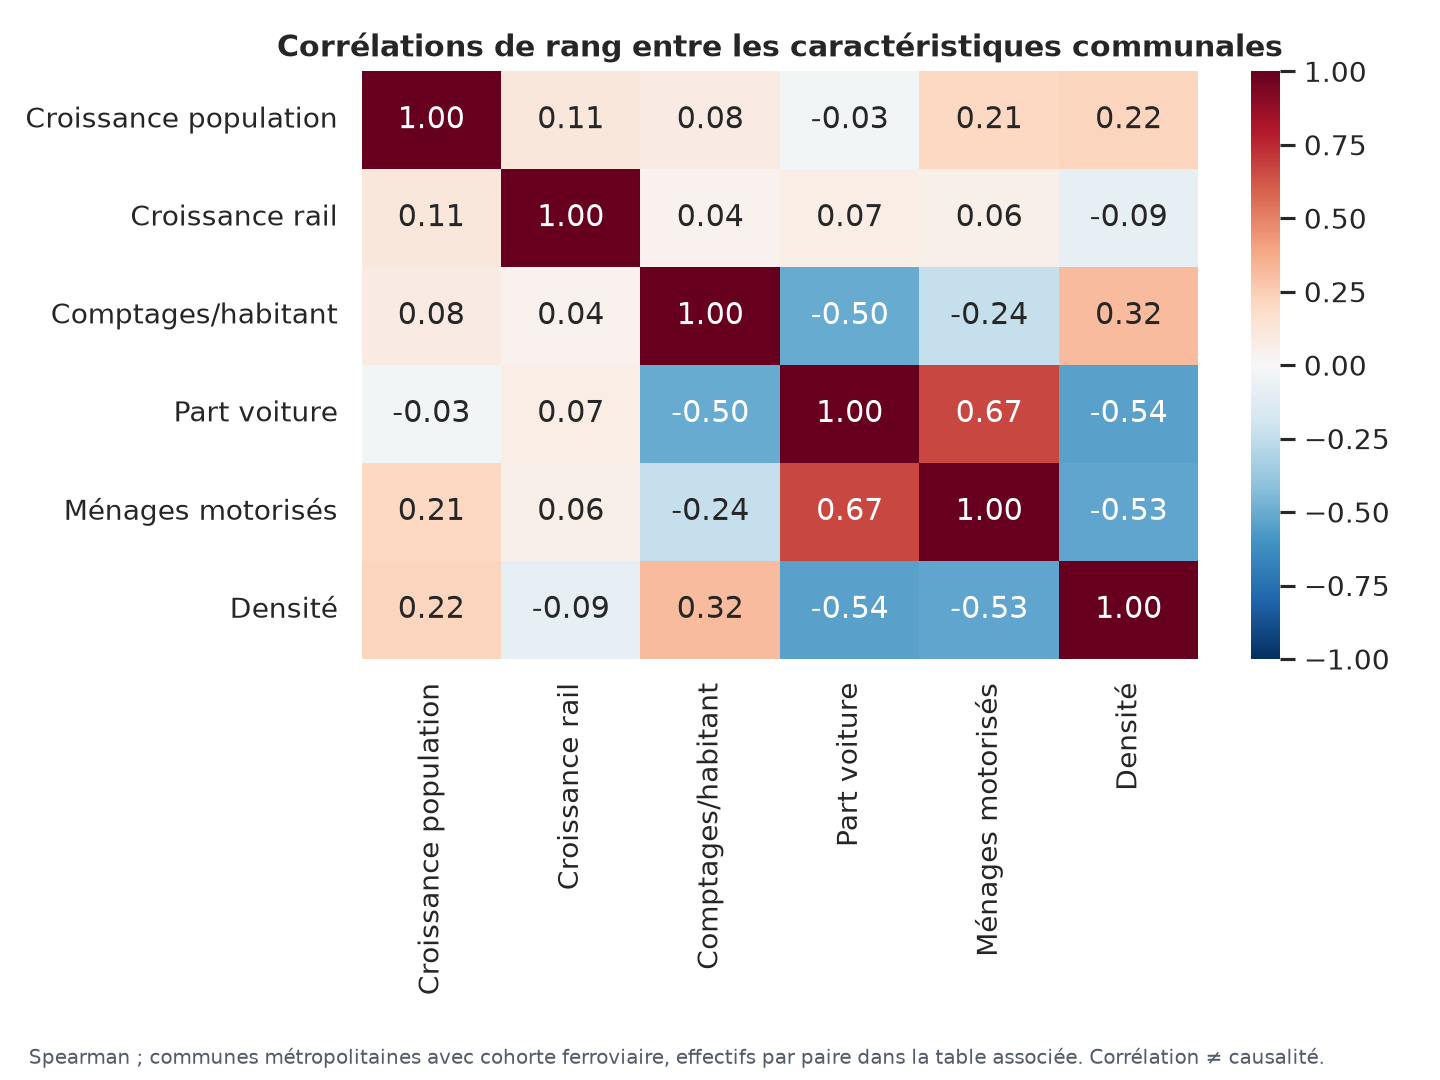 Corrélations de rang entre les caractéristiques communales
Croissance population 1.00 0.11 0.08 -0.03 0.21 0.22
Croissance rail 0.11 1.00 0.04 0.07 0.06 -0.09
Comptages/habitant 0.08 0.04 1.00 -0.50 -0.24 0.32
Part voiture -0.03 0.07 -0.50 1.00 0.67 -0.54
Ménages motorisés 0.21 0.06 -0.24 0.67 1.00 -0.53
Densité 0.22 -0.09 0.32 -0.54 -0.53 1.00
Croissance population
Croissance rail
Comptages/habitant
Part voiture
Ménages motorisés
Densité
1.00
0.75
0.50
0.25
0.00
−0.25
−0.50
−0.75
−1.00
Spearman ; communes métropolitaines avec cohorte ferroviaire, effectifs par paire dans la table associée. Corrélation ≠ causalité.